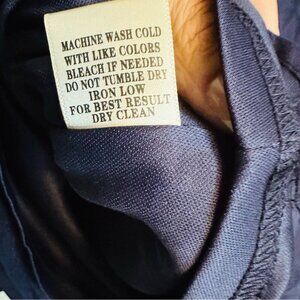 MACHINE WASH COLD
WITH LIKE COLORS
BLEACH IF NEEDED
DO NOT TUMBLE DRY
IRON LOW
FOR BEST RESULT
DRY CLEAN